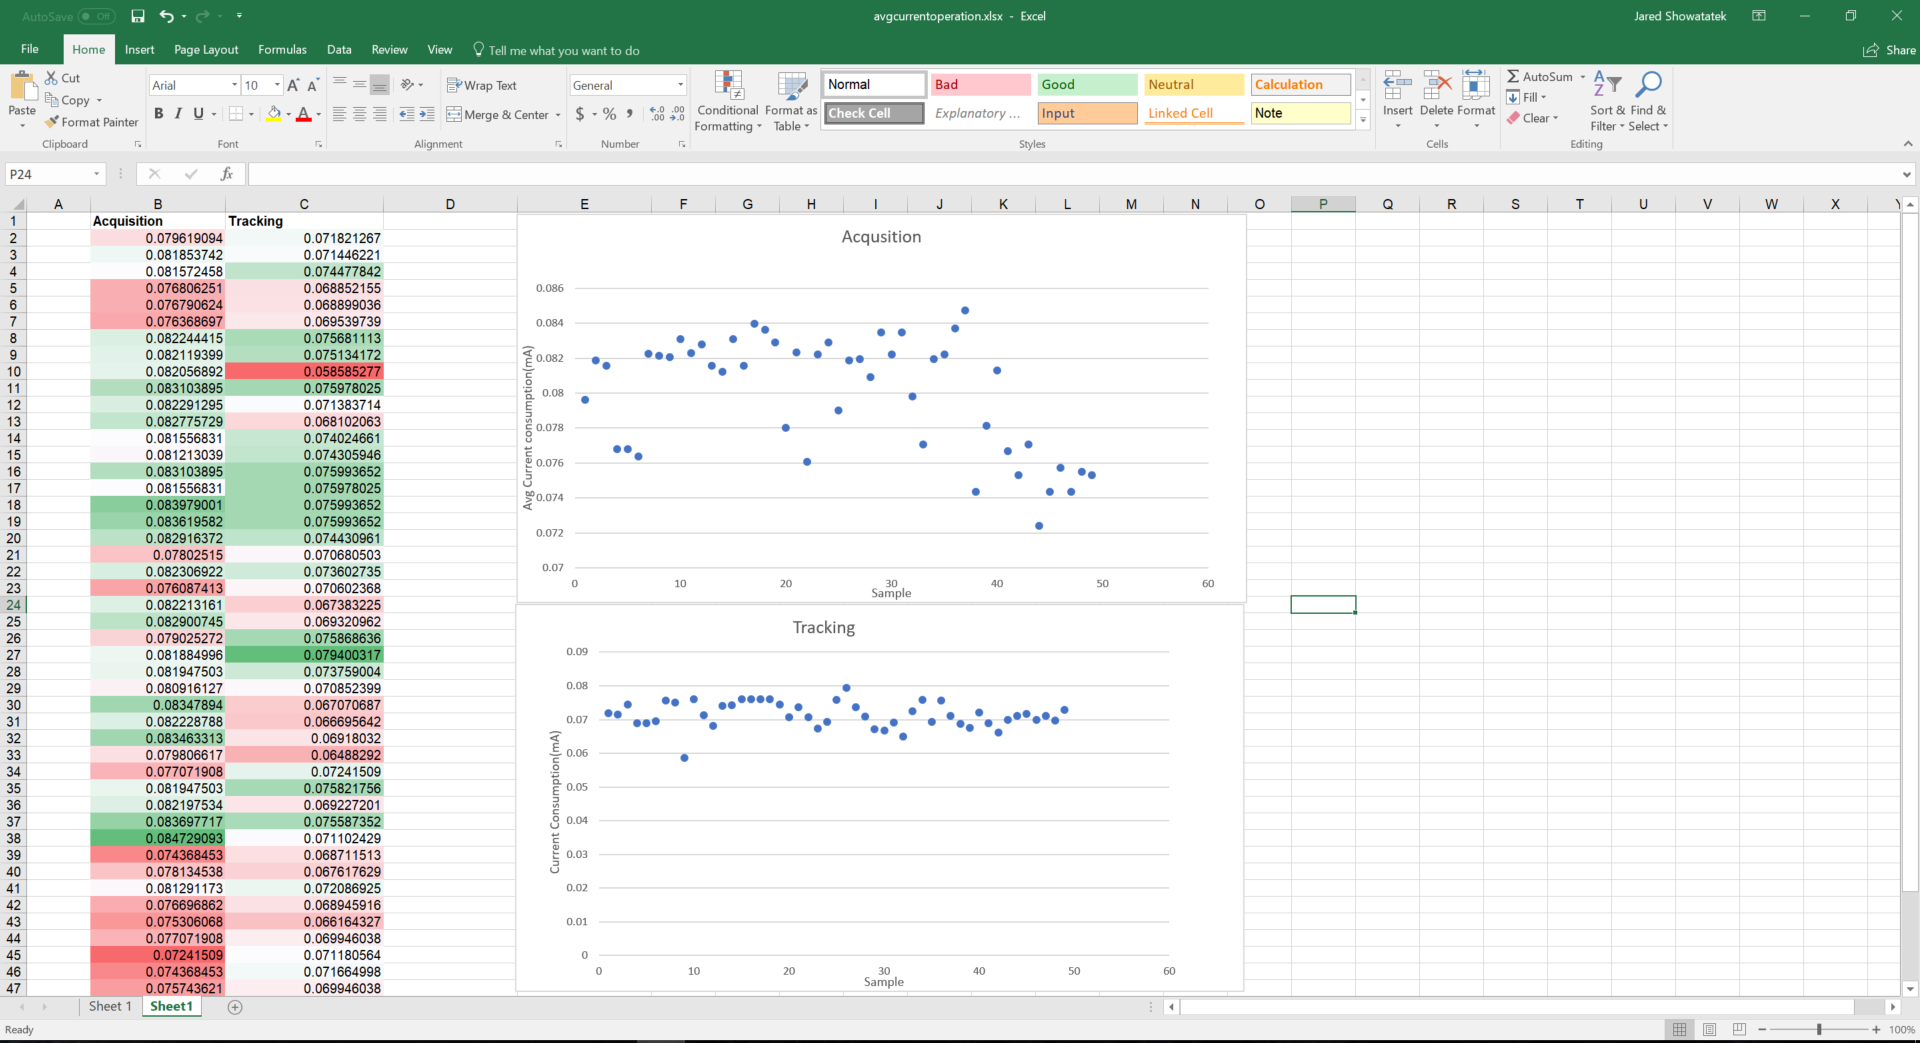 AutoSave Off
avgcurrentoperation.xlsx - Excel
Jared Showatatek
File Home Insert Page Layout Formulas Data Review View Tell me what you want to do Share
Paste
Cut
Copy
Format Painter
Arial 10
B I U
Wrap Text
Merge & Center
General
$ % ,
Conditional Formatting
Format as Table
Normal Bad Good Neutral Calculation
Check Cell Explanatory ... Input Linked Cell Note
Insert Delete Format
AutoSum
Fill
Clear
Sort & Filter
Find & Select
Clipboard Font Alignment Number Styles Cells Editing
P24 fx
A B C D E F G H I J K L M N O P Q R S T U V W X Y
1 Acquisition Tracking
2 0.079619094 0.071821267
3 0.081853742 0.071446221
4 0.081572458 0.074477842
5 0.076806251 0.068852155
6 0.076790624 0.068899036
7 0.076368697 0.069539739
8 0.082244415 0.075681113
9 0.082119399 0.075134172
10 0.082056892 0.058585277
11 0.083103895 0.075978025
12 0.082291295 0.071383714
13 0.082775729 0.068102063
14 0.081556831 0.074024661
15 0.081213039 0.074305946
16 0.083103895 0.075993652
17 0.081556831 0.075978025
18 0.083979001 0.075993652
19 0.083619582 0.075993652
20 0.082916372 0.074430961
21 0.07802515 0.070680503
22 0.082306922 0.073602735
23 0.076087413 0.070602368
24 0.082213161 0.067383225
25 0.082900745 0.069320962
26 0.079025272 0.075868636
27 0.081884996 0.079400317
28 0.081947503 0.073759004
29 0.080916127 0.070852399
30 0.08347894 0.067070687
31 0.082228788 0.066695642
32 0.083463313 0.06918032
33 0.079806617 0.06488292
34 0.077071908 0.07241509
35 0.081947503 0.075821756
36 0.082197534 0.069227201
37 0.083697717 0.075587352
38 0.084729093 0.071102429
39 0.074368453 0.068711513
40 0.078134538 0.067617629
41 0.081291173 0.072086925
42 0.076696862 0.068945916
43 0.075306068 0.066164327
44 0.077071908 0.069946038
45 0.07241509 0.071180564
46 0.074368453 0.071664998
47 0.075743621 0.069946038
Acqusition
Avg Current consumption(mA)
0.086
0.084
0.082
0.08
0.078
0.076
0.074
0.072
0.07
0 10 20 30 40 50 60
Sample
Tracking
Current Consumption(mA)
0.09
0.08
0.07
0.06
0.05
0.04
0.03
0.02
0.01
0
0 10 20 30 40 50 60
Sample
Sheet 1 Sheet1
Ready
100%